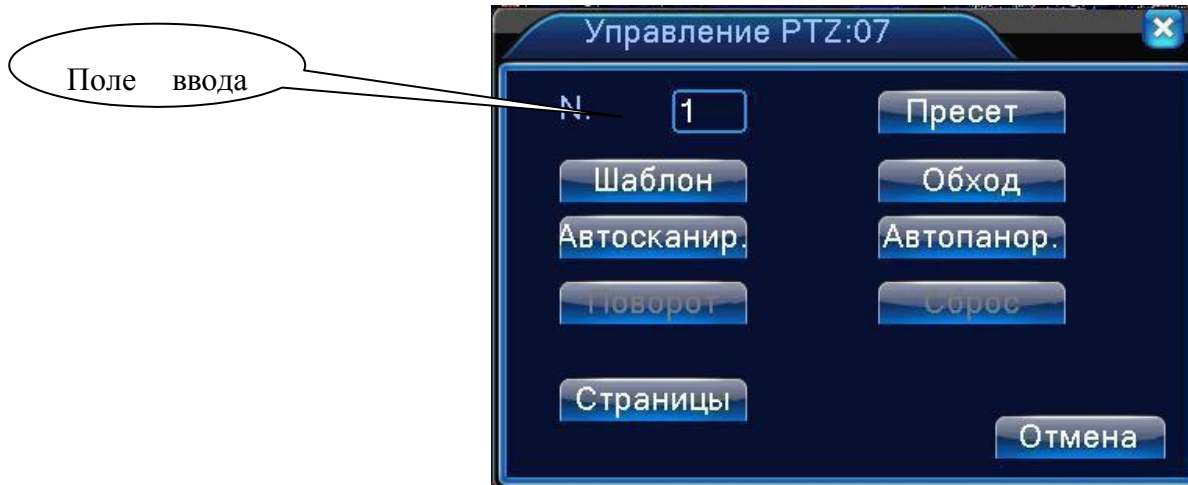 Управление PTZ:07
Поле ввода
N. 1 Пресет
Шаблон Обход
Автосканир. Автопанор.
Поворот Сброс
Страницы
Отмена